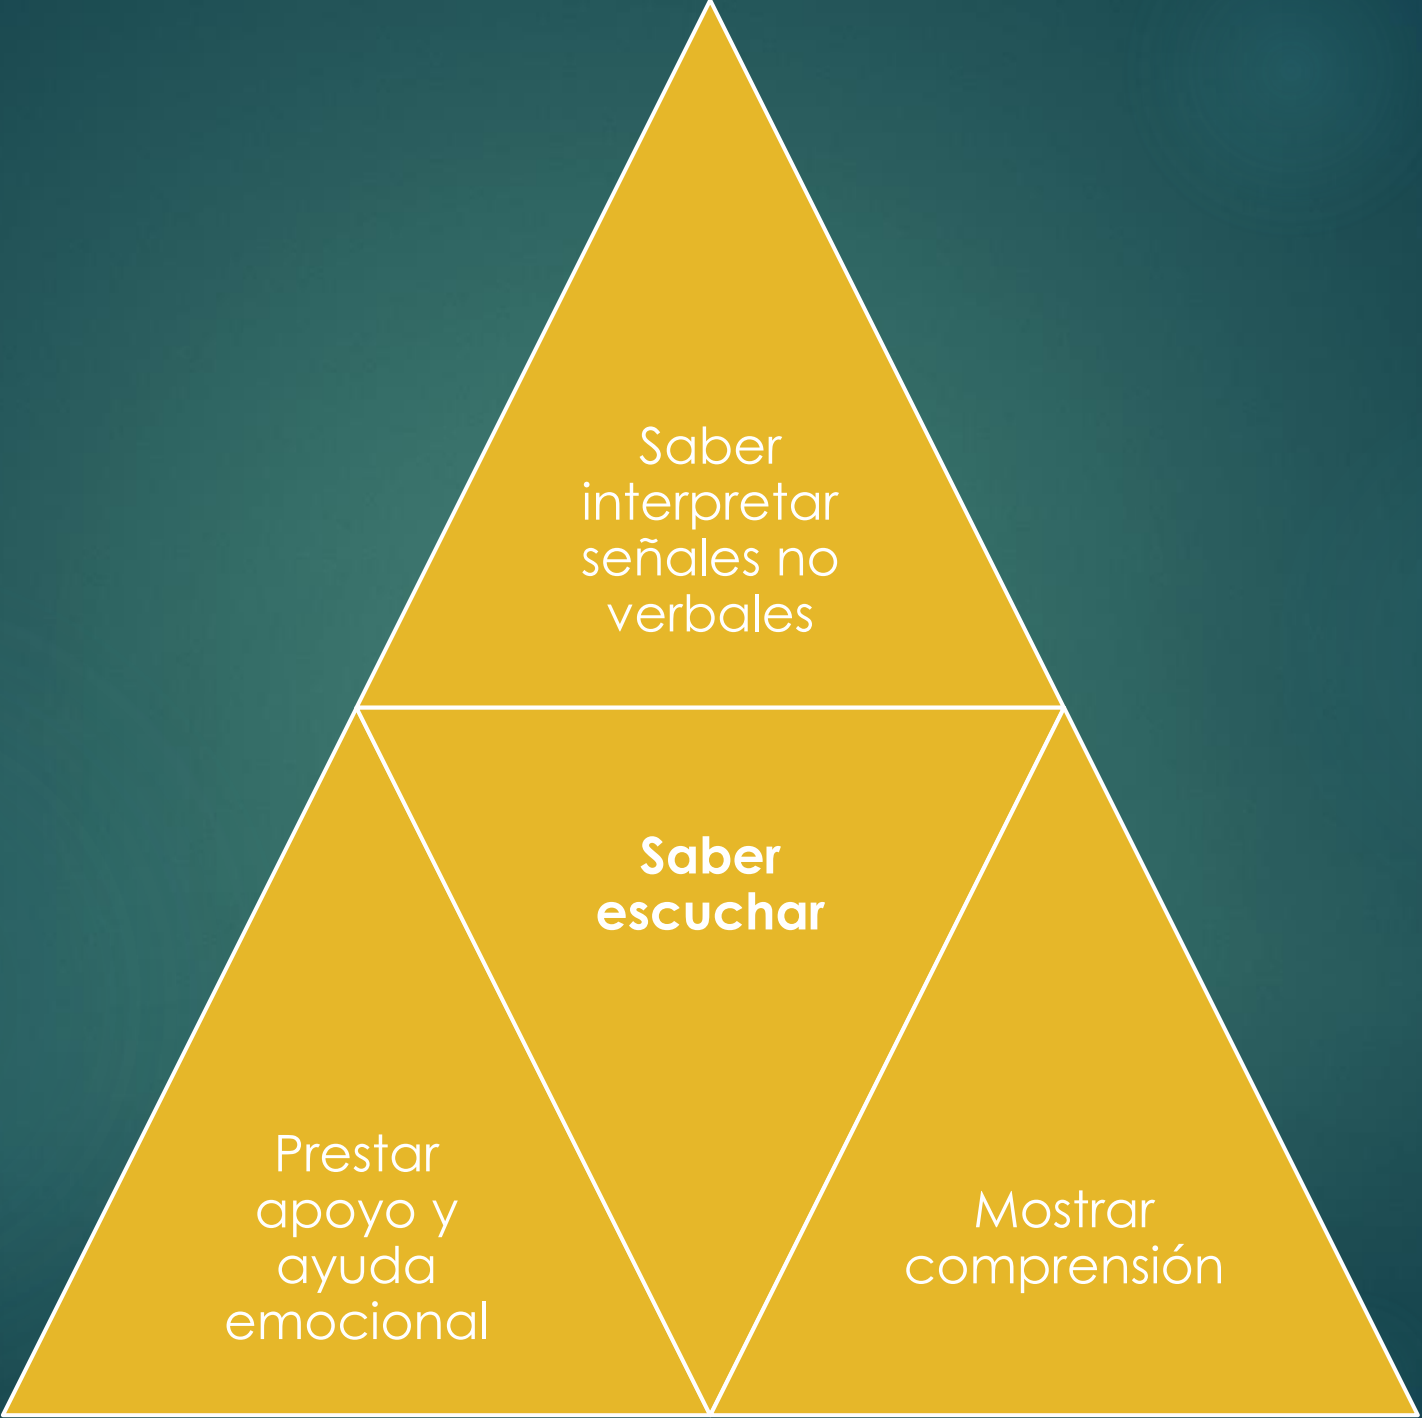 Saber
interpretar
señales no
verbales
Saber
escuchar
Prestar
apoyo y
ayuda
emocional
Mostrar
comprensión